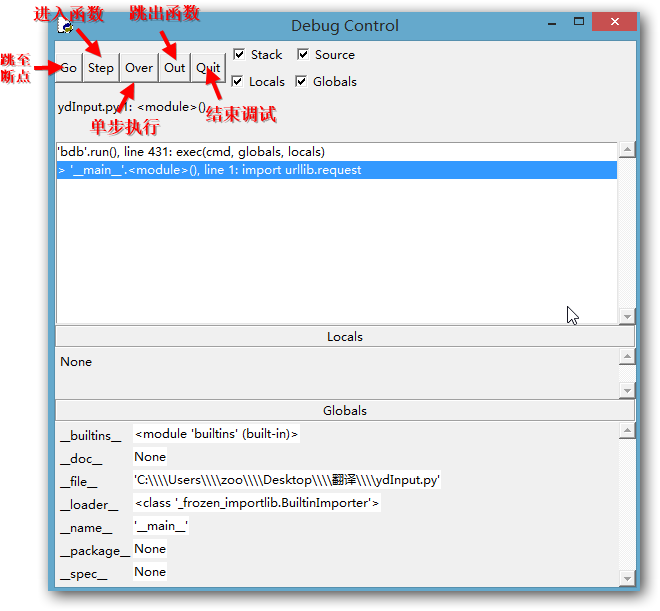 进入函数 跳出函数
Debug Control
跳至
断点
Go Step Over Out Quit
Stack Source
Locals Globals
ydInput.py:1: <module>()
单步执行 结束调试
'bdb'.run(), line 431: exec(cmd, globals, locals)
> '__main__'.<module>(), line 1: import urllib.request
Locals
None
Globals
__builtins__ <module 'builtins' (built-in)>
__doc__ None
__file__ 'C:\\\\Users\\\\zoo\\\\Desktop\\\\翻译\\\\ydInput.py'
__loader__ <class '_frozen_importlib.BuiltinImporter'>
__name__ '__main__'
__package__ None
__spec__ None